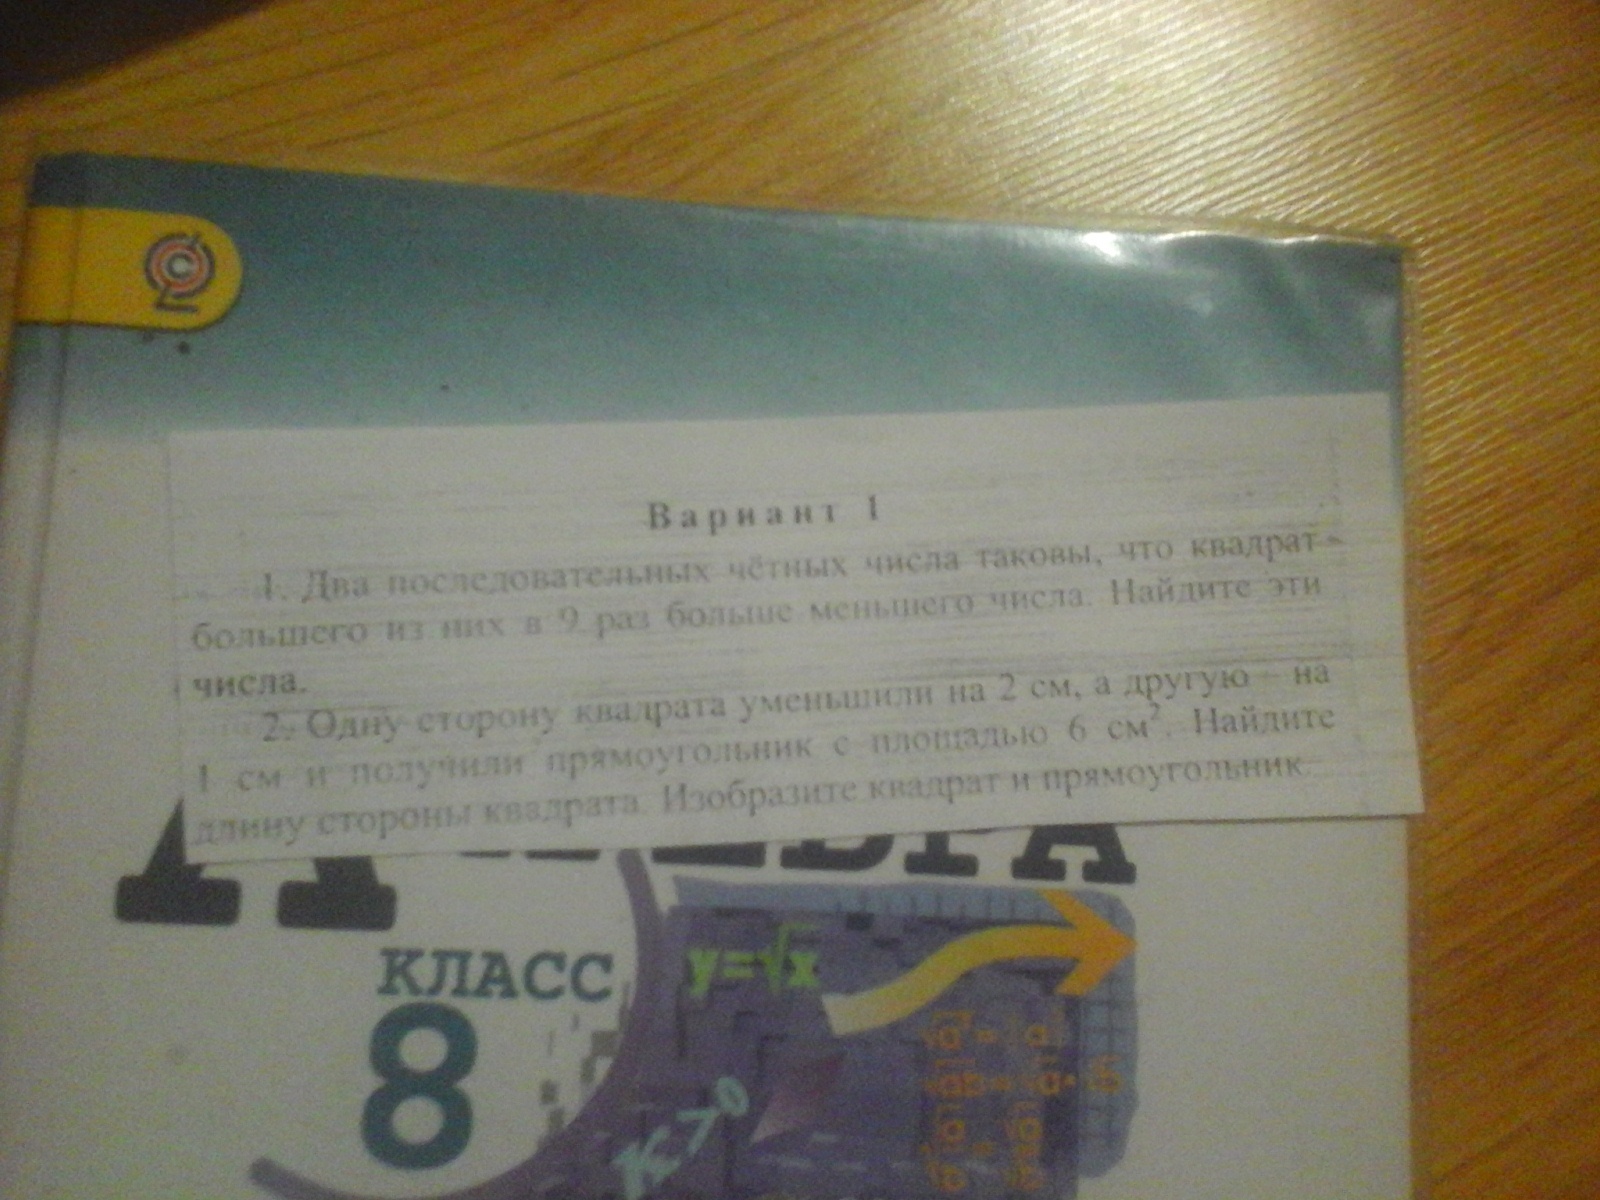 Вариант 1
1. Два последовательных чётных числа таковы, что квадрат
большего из них в 9 раз больше меньшего числа. Найдите эти
числа.
2. Одну сторону квадрата уменьшили на 2 см, а другую – на
1 см и получили прямоугольник с площадью 6 см². Найдите
длину стороны квадрата. Изобразите квадрат и прямоугольник.
КЛАСС
8
y=√x
K>0